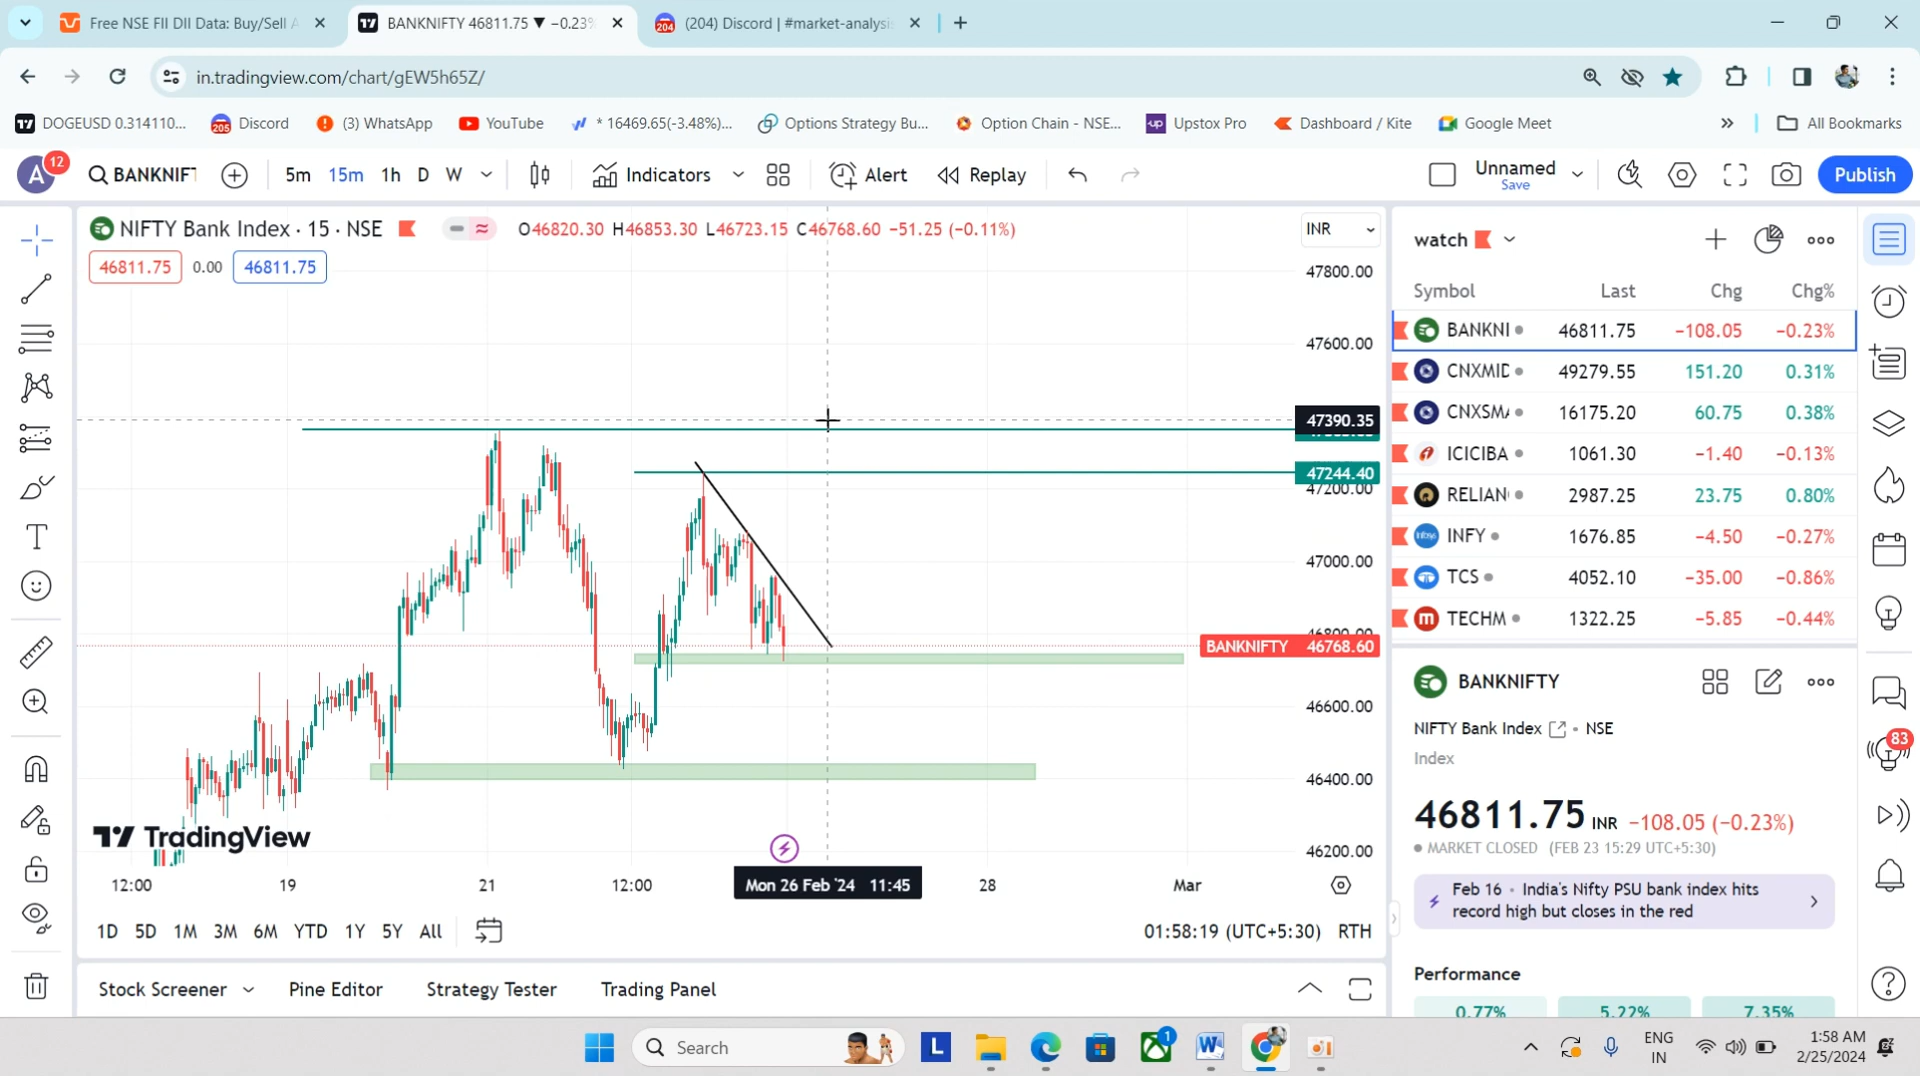 Free NSE FII DII Data: Buy/Sell A
BANKNIFTY 46811.75 ▼ −0.23%
(204) Discord | #market-analysis
in.tradingview.com/chart/gEW5h65Z/
DOGEUSD 0.314110...
Discord
(3) WhatsApp
YouTube
* 16469.65(-3.48%)...
Options Strategy Bu...
Option Chain - NSE...
Upstox Pro
Dashboard / Kite
Google Meet
»
All Bookmarks
A
12
BANKNIFT
5m 15m 1h D W
Indicators
Alert
Replay
Unnamed
Save
Publish
NIFTY Bank Index · 15 · NSE
O46820.30 H46853.30 L46723.15 C46768.60 −51.25 (−0.11%)
46811.75 0.00 46811.75
INR
47800.00
47600.00
47390.35
47244.40
47200.00
47000.00
BANKNIFTY 46768.60
46600.00
46400.00
46200.00
TradingView
12:00 19 21 12:00 Mon 26 Feb '24 11:45 28 Mar
1D 5D 1M 3M 6M YTD 1Y 5Y All
01:58:19 (UTC+5:30) RTH
Stock Screener Pine Editor Strategy Tester Trading Panel
watch
Symbol Last Chg Chg%
BANKNI 46811.75 −108.05 −0.23%
CNXMID 49279.55 151.20 0.31%
CNXSMA 16175.20 60.75 0.38%
ICICIBA 1061.30 −1.40 −0.13%
RELIAN 2987.25 23.75 0.80%
INFY 1676.85 −4.50 −0.27%
TCS 4052.10 −35.00 −0.86%
TECHM 1322.25 −5.85 −0.44%
BANKNIFTY
NIFTY Bank Index • NSE
Index
46811.75 INR −108.05 (−0.23%)
MARKET CLOSED (FEB 23 15:29 UTC+5:30)
Feb 16 • India's Nifty PSU bank index hits
record high but closes in the red
Performance
0.77% 5.22% 7.35%
83
Search
L
1
W
ENG
IN
1:58 AM
2/25/2024